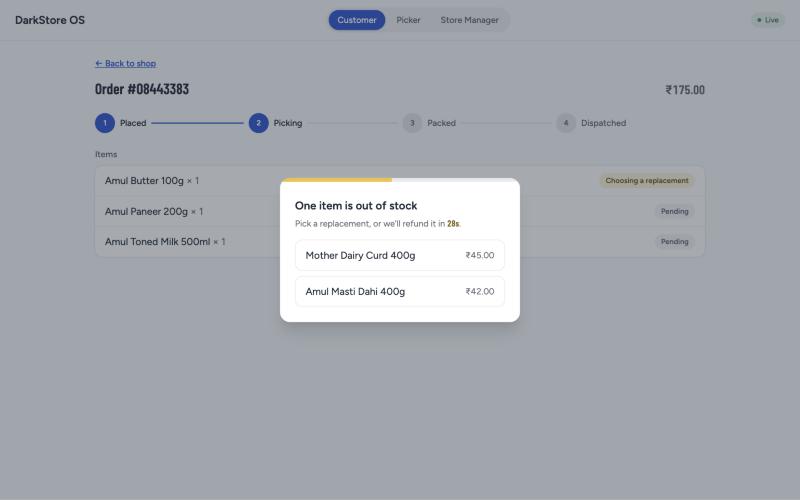 DarkStore OS
Customer
Picker
Store Manager
Live
← Back to shop
Order #08443383
₹175.00
1 Placed
2 Picking
3 Packed
4 Dispatched
Items
Amul Butter 100g × 1
Choosing a replacement
Amul Paneer 200g × 1
Pending
Amul Toned Milk 500ml × 1
Pending
One item is out of stock
Pick a replacement, or we'll refund it in 28s.
Mother Dairy Curd 400g
₹45.00
Amul Masti Dahi 400g
₹42.00